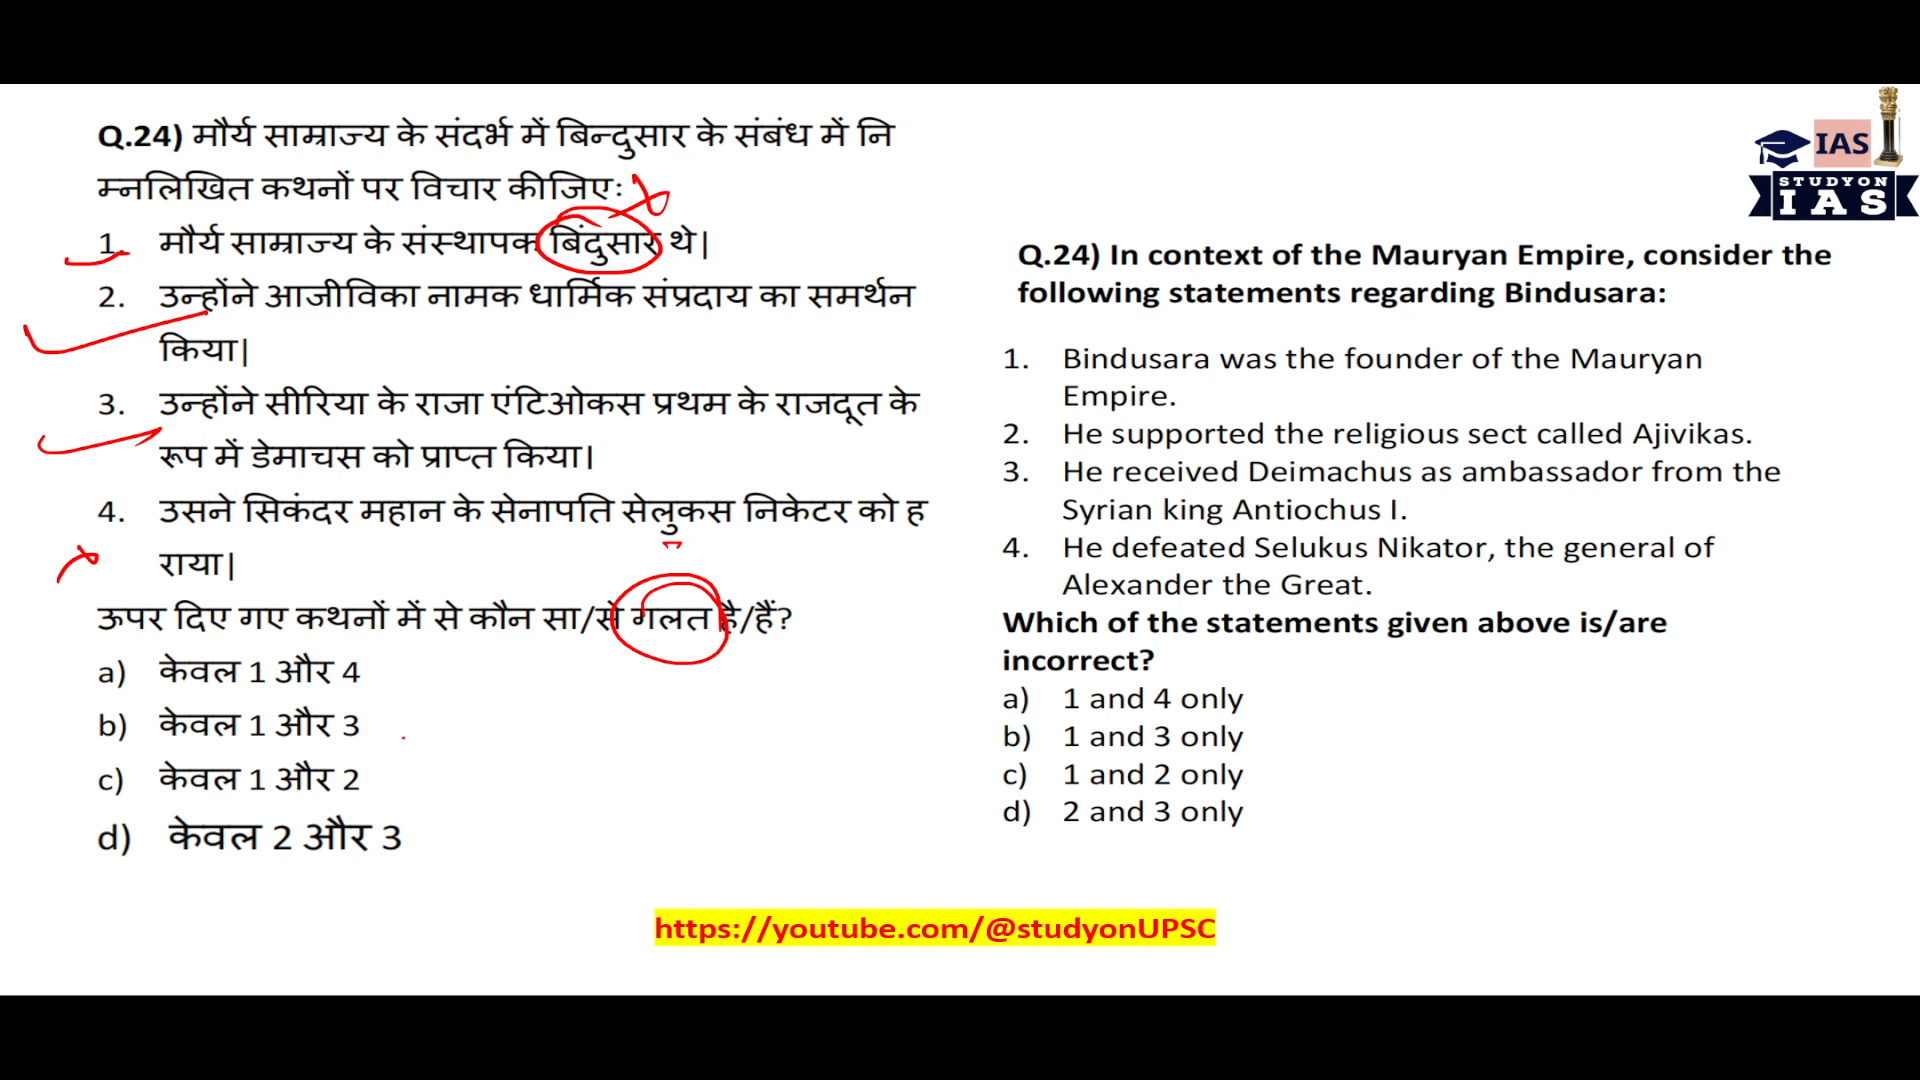 Q.24) मौर्य साम्राज्य के संदर्भ में बिन्दुसार के संबंध में नि
म्नलिखित कथनों पर विचार कीजिए:
1. मौर्य साम्राज्य के संस्थापक बिंदुसार थे|
2. उन्होंने आजीविका नामक धार्मिक संप्रदाय का समर्थन
किया|
3. उन्होंने सीरिया के राजा एंटिओकस प्रथम के राजदूत के
रूप में डेमाचस को प्राप्त किया।
4. उसने सिकंदर महान के सेनापति सेलुकस निकेटर को ह
राया|
ऊपर दिए गए कथनों में से कौन सा/से गलत है/हैं?
a) केवल 1 और 4
b) केवल 1 और 3
c) केवल 1 और 2
d) केवल 2 और 3
IAS
STUDYON
IAS
Q.24) In context of the Mauryan Empire, consider the
following statements regarding Bindusara:
1. Bindusara was the founder of the Mauryan
Empire.
2. He supported the religious sect called Ajivikas.
3. He received Deimachus as ambassador from the
Syrian king Antiochus I.
4. He defeated Selukus Nikator, the general of
Alexander the Great.
Which of the statements given above is/are
incorrect?
a) 1 and 4 only
b) 1 and 3 only
c) 1 and 2 only
d) 2 and 3 only
https://youtube.com/@studyonUPSC